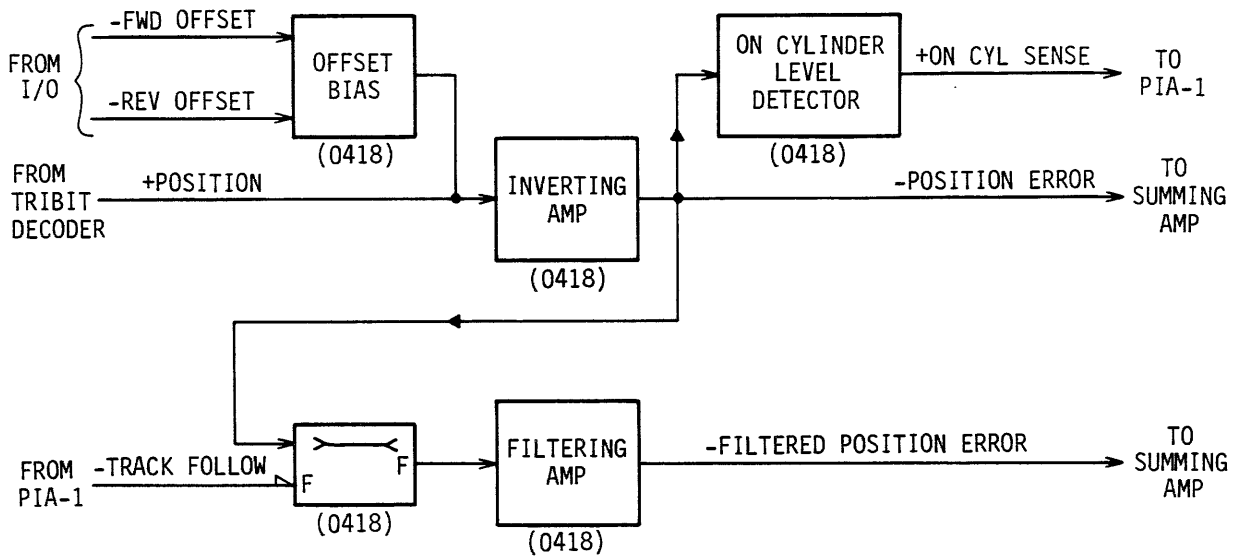 -FWD OFFSET
FROM
I/O
-REV OFFSET
OFFSET
BIAS
(0418)
ON CYLINDER
LEVEL
DETECTOR
(0418)
+ON CYL SENSE
TO
PIA-1
FROM
TRIBIT
DECODER
+POSITION
INVERTING
AMP
(0418)
-POSITION ERROR
TO
SUMMING
AMP
FROM
PIA-1
-TRACK FOLLOW
F
F
(0418)
FILTERING
AMP
(0418)
-FILTERED POSITION ERROR
TO
SUMMING
AMP